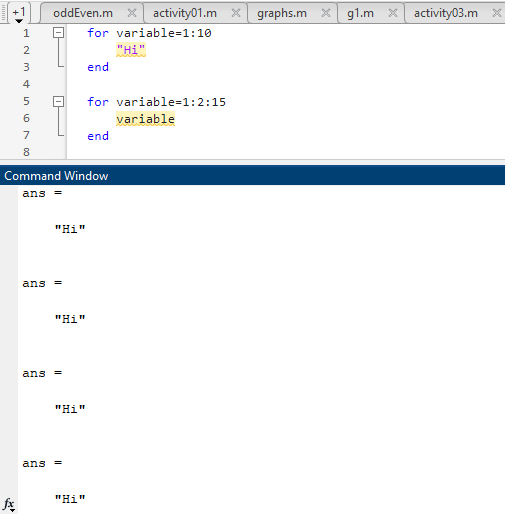 +1 oddEven.m activity01.m graphs.m g1.m activity03.m
1 for variable=1:10
2 "Hi"
3 end
4
5 for variable=1:2:15
6 variable
7 end
8
Command Window
ans =
"Hi"
ans =
"Hi"
ans =
"Hi"
ans =
"Hi"
fx